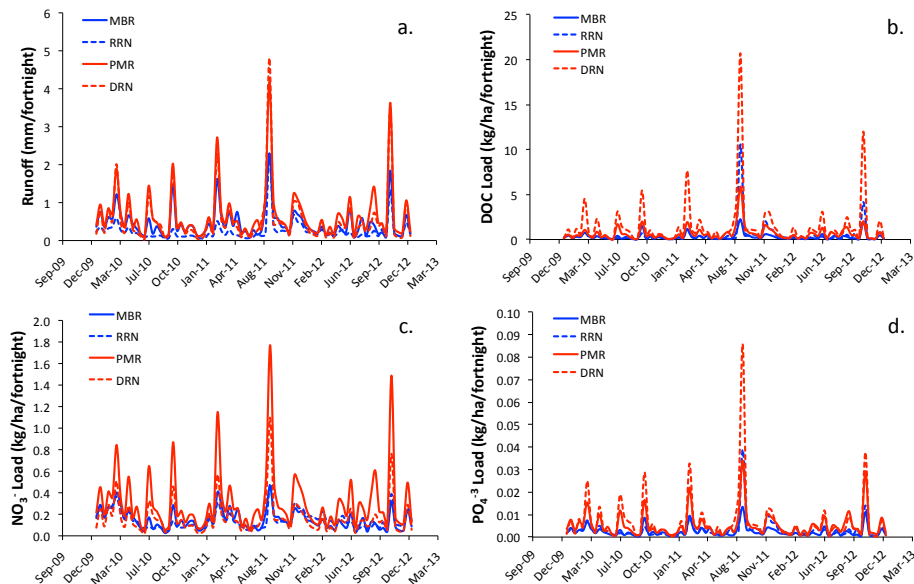 a.
MBR
RRN
PMR
DRN
Runoff (mm/fortnight)
6
5
4
3
2
1
0
Sep-09 Dec-09 Mar-10 Jul-10 Oct-10 Jan-11 Apr-11 Aug-11 Nov-11 Feb-12 Jun-12 Sep-12 Dec-12 Mar-13
b.
MBR
RRN
PMR
DRN
DOC Load (kg/ha/fortnight)
25
20
15
10
5
0
Sep-09 Dec-09 Mar-10 Jul-10 Oct-10 Jan-11 Apr-11 Aug-11 Nov-11 Feb-12 Jun-12 Sep-12 Dec-12 Mar-13
c.
MBR
RRN
PMR
DRN
NO₃⁻ Load (kg/ha/fortnight)
2.0
1.8
1.6
1.4
1.2
1.0
0.8
0.6
0.4
0.2
0.0
Sep-09 Dec-09 Mar-10 Jul-10 Oct-10 Jan-11 Apr-11 Aug-11 Nov-11 Feb-12 Jun-12 Sep-12 Dec-12 Mar-13
d.
MBR
RRN
PMR
DRN
PO₄⁻³ Load (kg/ha/fortnight)
0.10
0.09
0.08
0.07
0.06
0.05
0.04
0.03
0.02
0.01
0.00
Sep-09 Dec-09 Mar-10 Jul-10 Oct-10 Jan-11 Apr-11 Aug-11 Nov-11 Feb-12 Jun-12 Sep-12 Dec-12 Mar-13